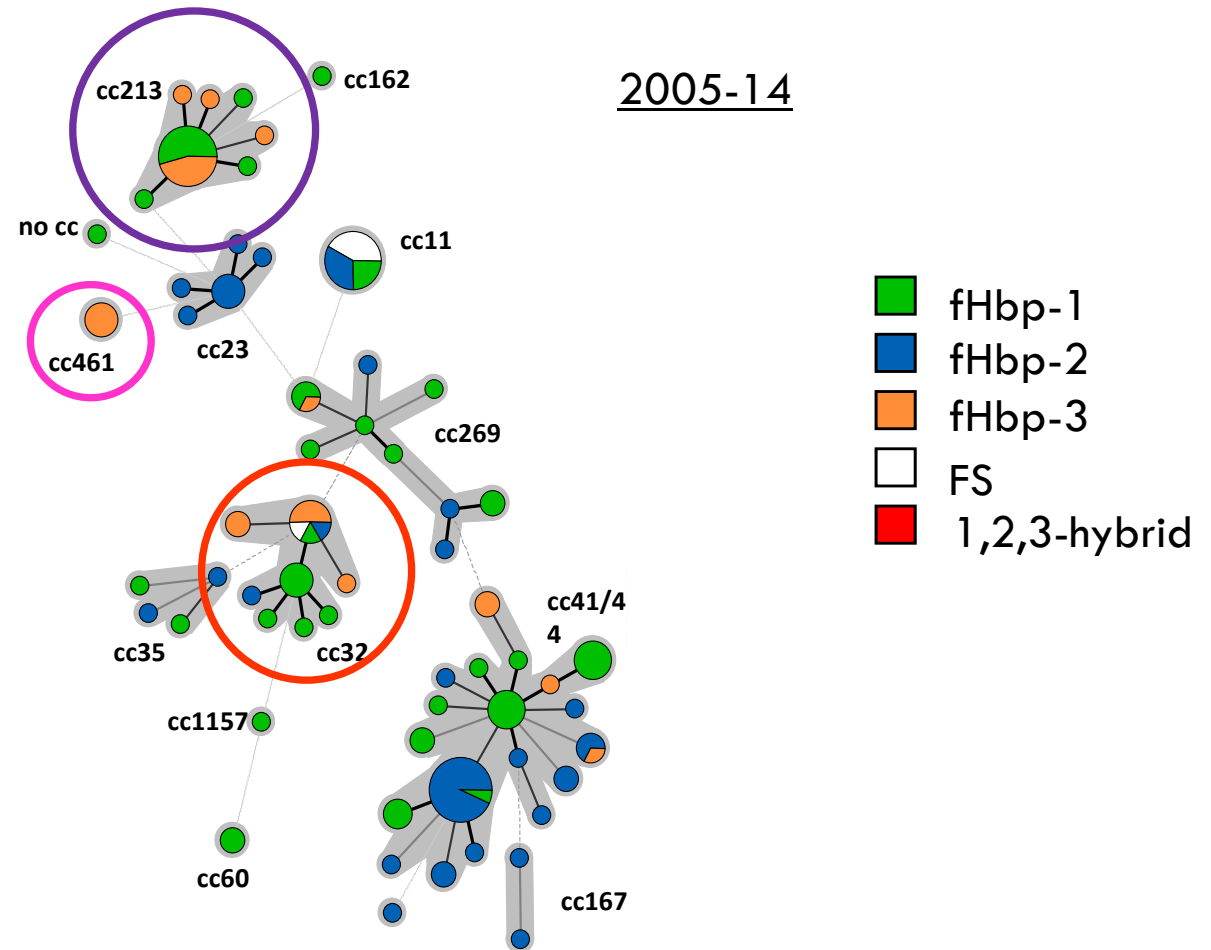 2005-14
cc213
cc162
no cc
cc11
cc461
cc23
cc269
cc41/4
4
cc35
cc32
cc1157
cc60
cc167
fHbp-1
fHbp-2
fHbp-3
FS
1,2,3-hybrid